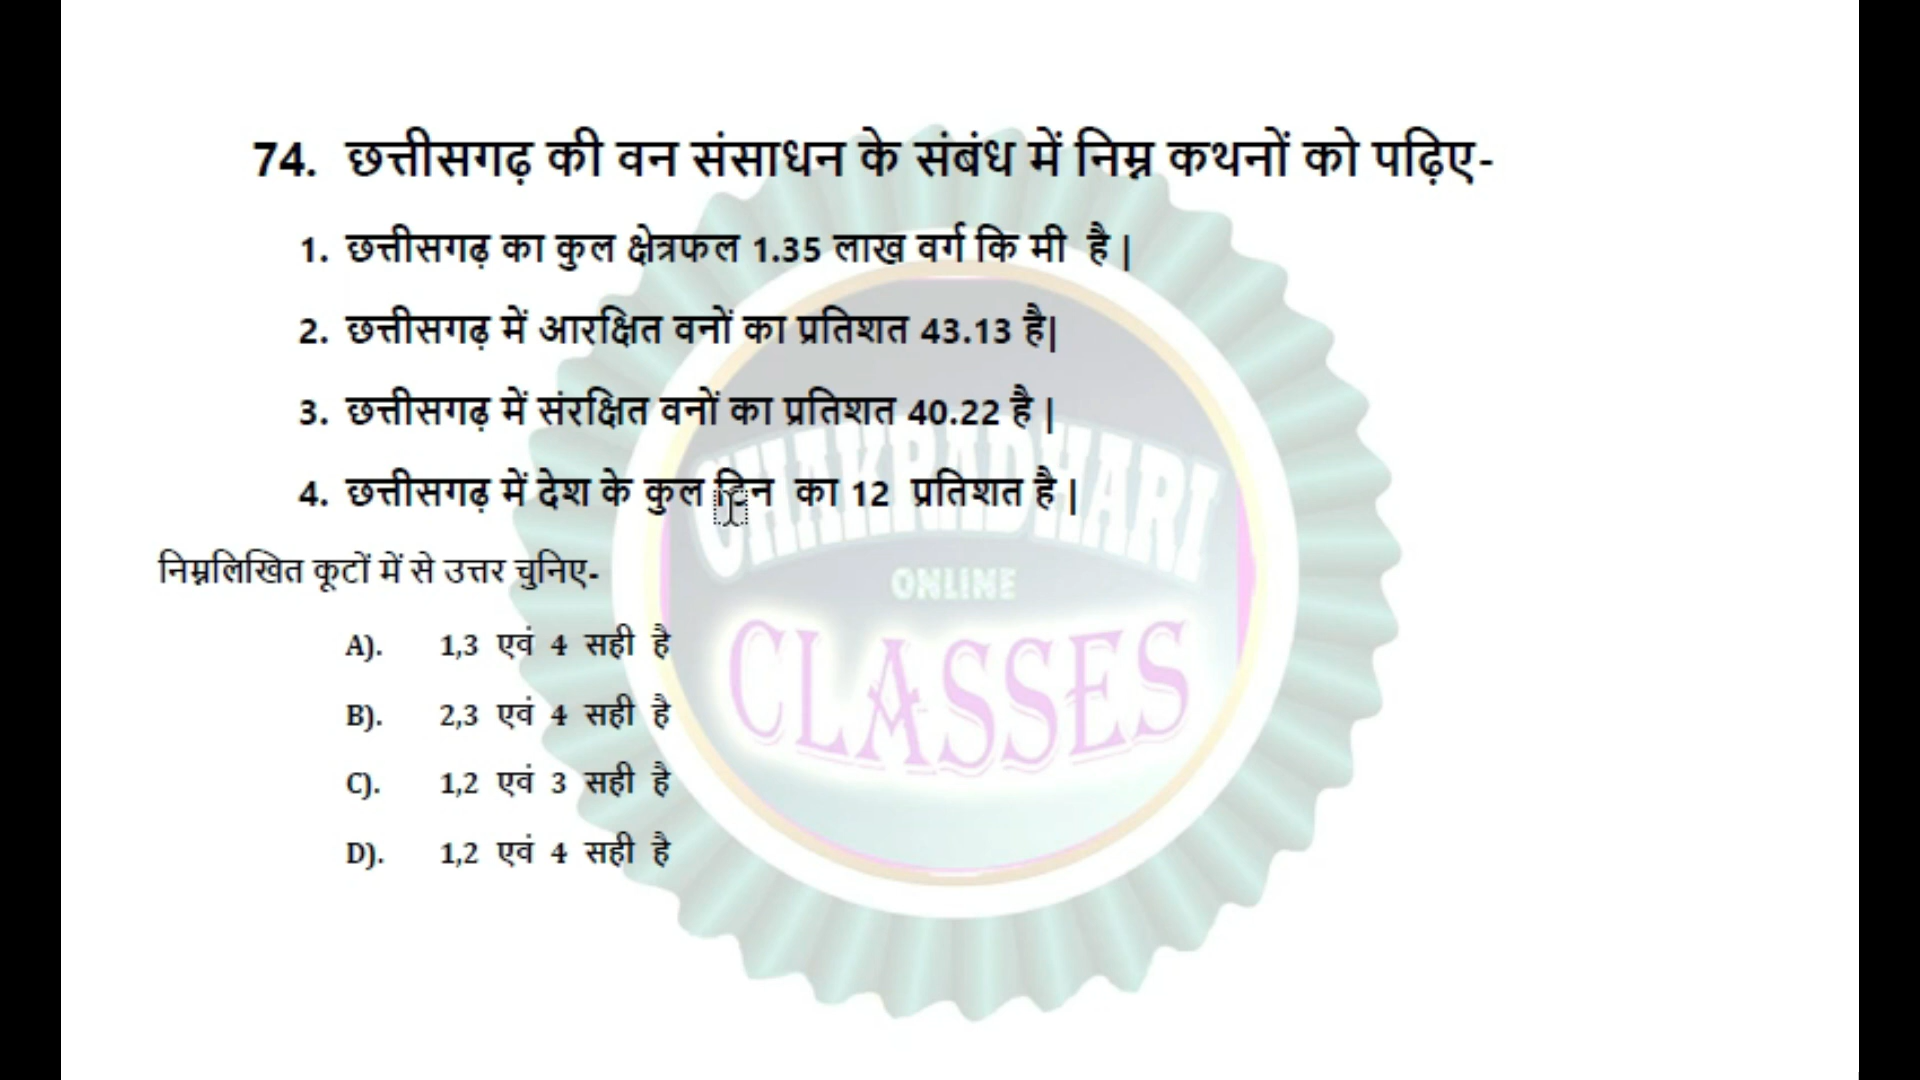 74. छत्तीसगढ़ की वन संसाधन के संबंध में निम्न कथनों को पढ़िए-
1. छत्तीसगढ़ का कुल क्षेत्रफल 1.35 लाख वर्ग कि मी है |
2. छत्तीसगढ़ में आरक्षित वनों का प्रतिशत 43.13 है|
3. छत्तीसगढ़ में संरक्षित वनों का प्रतिशत 40.22 है |
4. छत्तीसगढ़ में देश के कुल टिन का 12 प्रतिशत है |
निम्नलिखित कूटों में से उत्तर चुनिए-
A). 1,3 एवं 4 सही है
B). 2,3 एवं 4 सही है
C). 1,2 एवं 3 सही है
D). 1,2 एवं 4 सही है
CHAKRADHARI
ONLINE
CLASSES